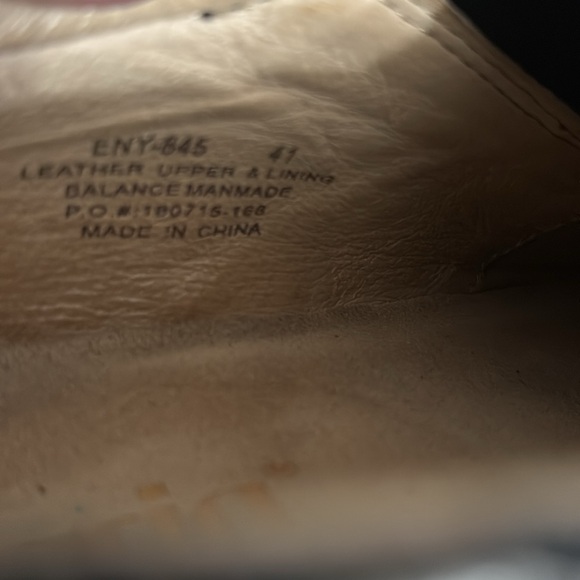 ENY-845 41
LEATHER UPPER & LINING
BALANCE MANMADE
P.O.#:180715-168
MADE IN CHINA